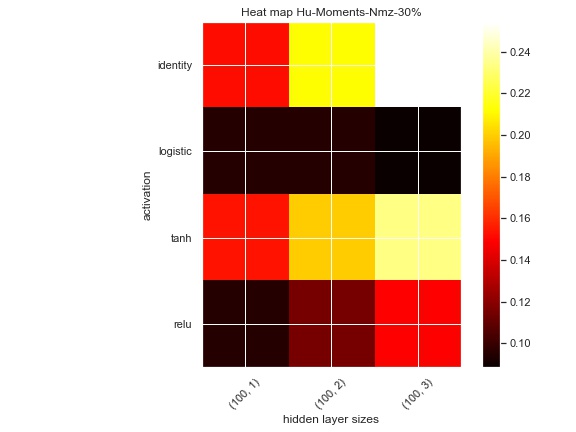 Heat map Hu-Moments-Nmz-30%
activation
identity
logistic
tanh
relu
(100, 1)
(100, 2)
(100, 3)
hidden layer sizes
0.24
0.22
0.20
0.18
0.16
0.14
0.12
0.10